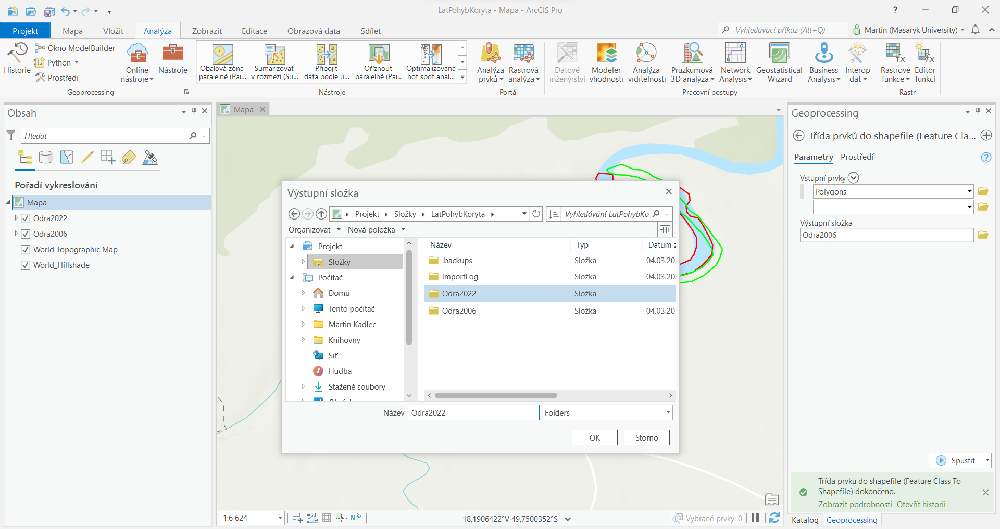 LatPohybKoryta - Mapa - ArcGIS Pro
?
Projekt
Mapa
Vložit
Analýza
Zobrazit
Editace
Obrazová data
Sdílet
Vyhledávací příkaz (Alt+Q)
Martin (Masaryk University)
Historie
Okno ModelBuilder
Python
Prostředí
Online
nástroje
Nástroje
Geoprocessing
Obalová zóna
paralelně (Pai...
Sumarizovat
v rozmezí (Su...
Připojit
data podle u...
Oříznout
paralelně (Pai...
Optimalizovaná
hot spot anal...
Nástroje
Analýza
prvků
Rastrová
analýza
Portál
Datové
inženýrství
Modeler
vhodnosti
Analýza
viditelnosti
Průzkumová
3D analýza
Network
Analysis
Geostatistical
Wizard
Business
Analysis
Interop
dat
Pracovní postupy
Rastrové
funkce
Editor
funkcí
Rastr
Obsah
Hledat
Pořadí vykreslování
Mapa
Odra2022
Odra2006
World Topographic Map
World_Hillshade
Mapa
Výstupní složka
Projekt
Složky
LatPohybKoryta
Vyhledávání LatPohybKo
Organizovat
Nová položka
Projekt
Složky
Počítač
Domů
Tento počítač
Martin Kadlec
Knihovny
Síť
Hudba
Stažené soubory
Název Typ Datum z
.backups Složka 04.03.20
ImportLog Složka 04.03.20
Odra2022 Složka
Odra2006 Složka 04.03.20
Název Odra2022 Folders
OK Storno
1:6 624
18,1906422°V 49,7500352°S
Vybrané prvky: 0
Geoprocessing
Třída prvků do shapefile (Feature Cla...
Parametry Prostředí
?
Vstupní prvky
Polygons
Výstupní složka
Odra2006
Spustit
Třída prvků do shapefile (Feature Class To
Shapefile) dokončeno.
Zobrazit podrobnosti Otevřít historii
Katalog Geoprocessing